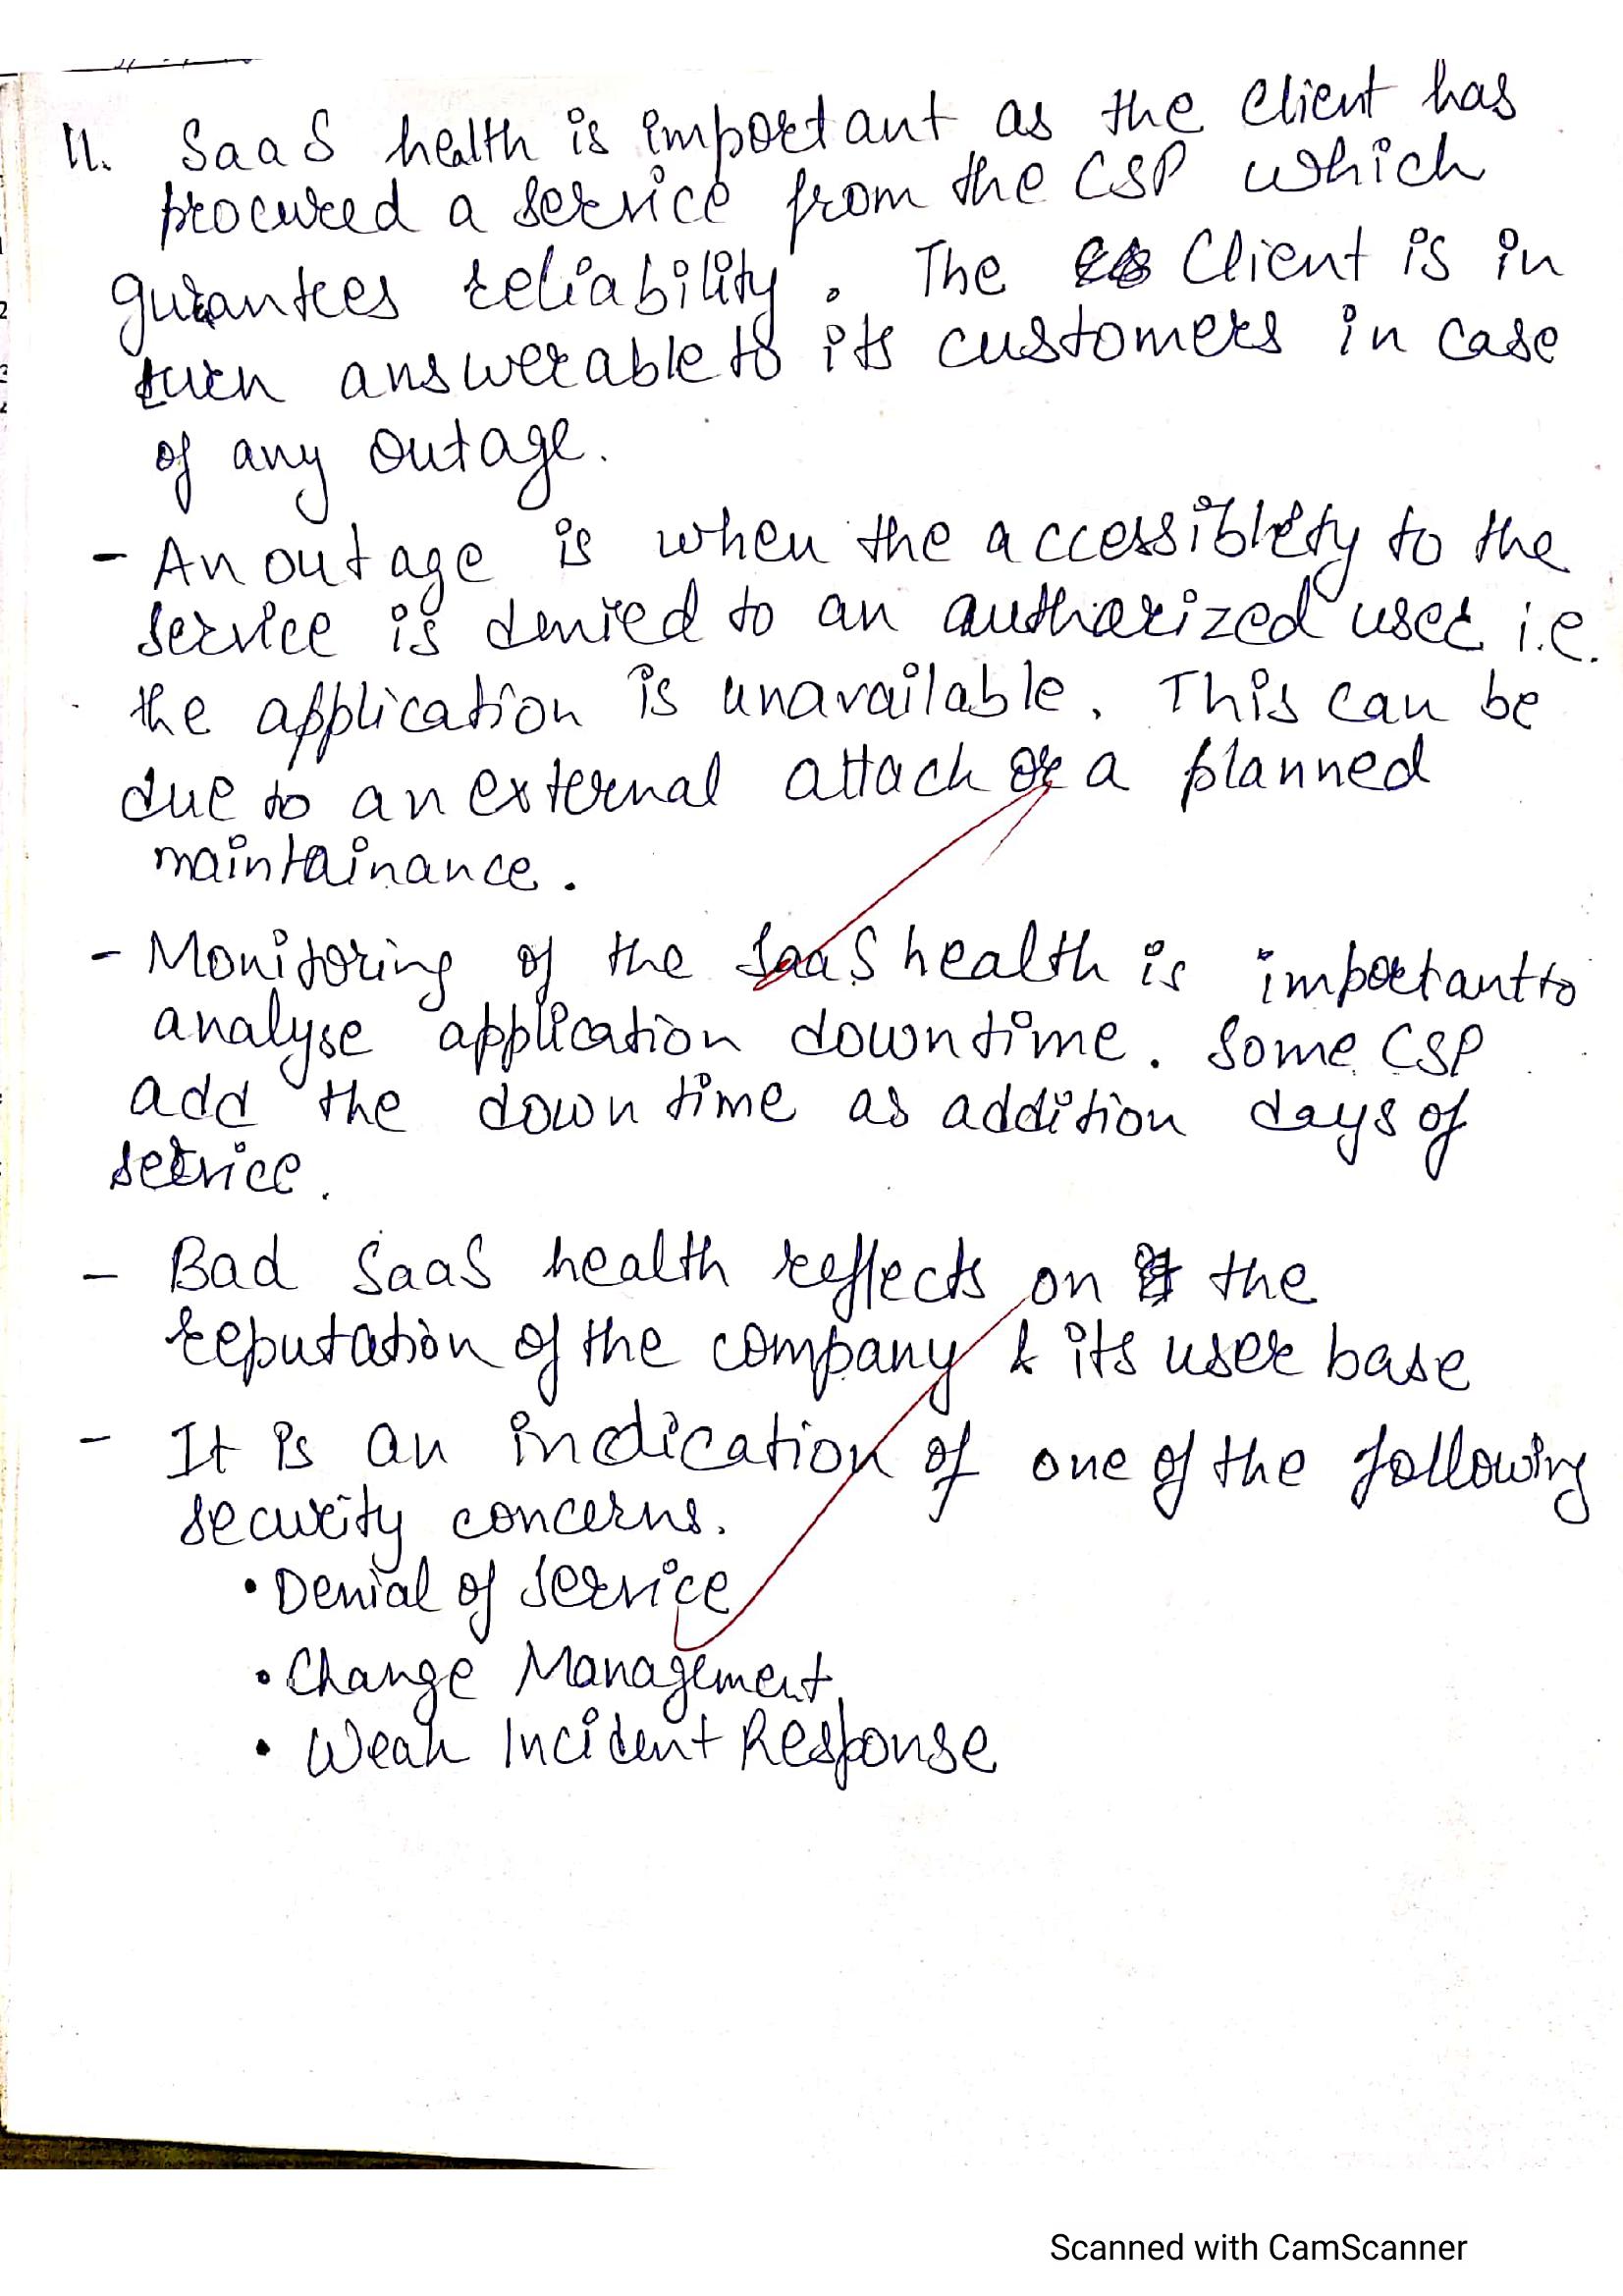 11. SaaS health is important as the Client has
procured a service from the CSP which
gurantees reliability. The Client is in
turn answerable to its customers in case
of any outage.
- An outage is when the accessiblity to the
service is denied to an authorized user i.e.
the application is unavailable. This can be
due to an external attack or a planned
maintainance.
- Monitoring of the SaaS health is important to
analyse application downtime. Some CSP
add the down time as addition days of
service.
- Bad SaaS health reflects on the
reputation of the company & its user base
- It is an indication of one of the following
security concerns.
• Denial of Service
• Change Management
• Weak Incident Response
Scanned with CamScanner